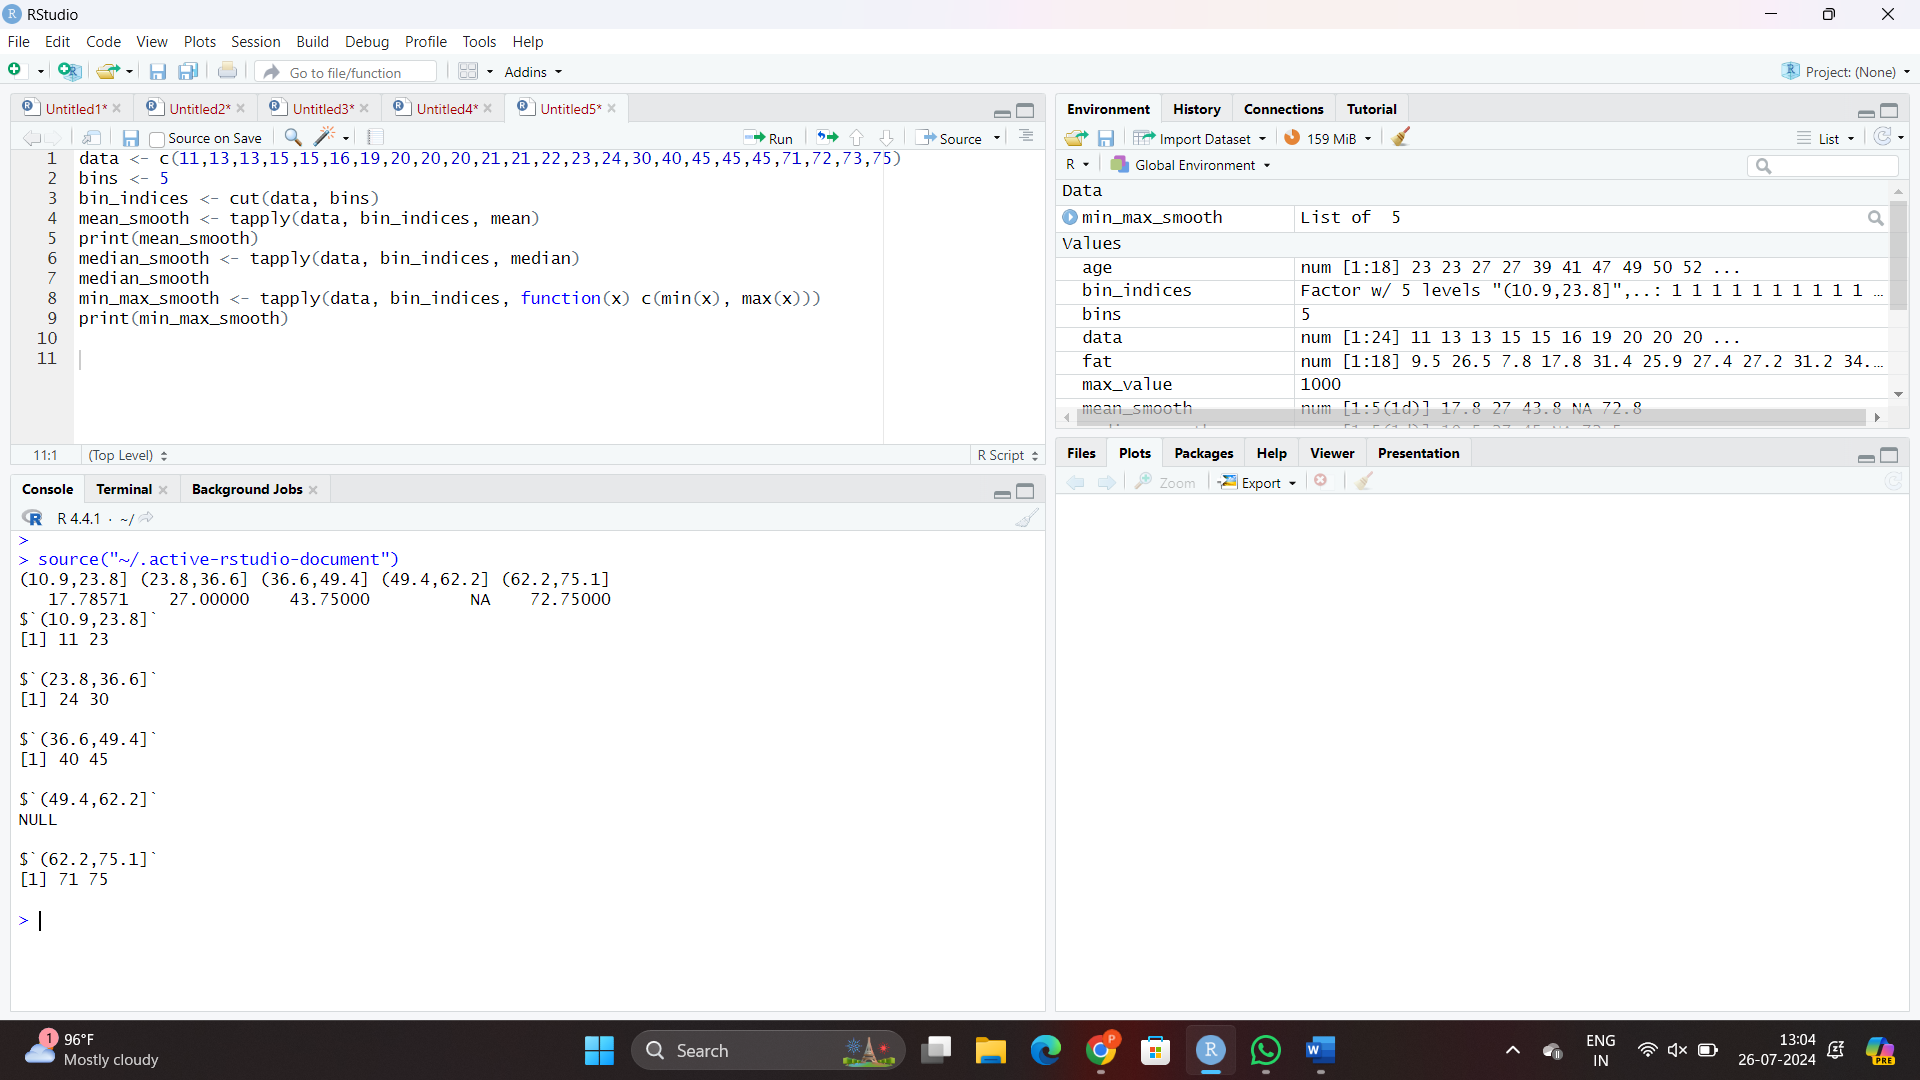 RStudio
File Edit Code View Plots Session Build Debug Profile Tools Help
Go to file/function Addins Project: (None)
Untitled1* Untitled2* Untitled3* Untitled4* Untitled5*
Source on Save Run Source
1 data <- c(11,13,13,15,15,16,19,20,20,20,21,21,22,23,24,30,40,45,45,45,71,72,73,75)
2 bins <- 5
3 bin_indices <- cut(data, bins)
4 mean_smooth <- tapply(data, bin_indices, mean)
5 print(mean_smooth)
6 median_smooth <- tapply(data, bin_indices, median)
7 median_smooth
8 min_max_smooth <- tapply(data, bin_indices, function(x) c(min(x), max(x)))
9 print(min_max_smooth)
10
11
11:1 (Top Level) R Script
Console Terminal Background Jobs
R 4.4.1 · ~/
>
> source("~/.active-rstudio-document")
(10.9,23.8] (23.8,36.6] (36.6,49.4] (49.4,62.2] (62.2,75.1]
17.78571 27.00000 43.75000 NA 72.75000
$`(10.9,23.8]`
[1] 11 23
$`(23.8,36.6]`
[1] 24 30
$`(36.6,49.4]`
[1] 40 45
$`(49.4,62.2]`
NULL
$`(62.2,75.1]`
[1] 71 75
>
Environment History Connections Tutorial
Import Dataset 159 MiB List
R Global Environment
Data
min_max_smooth List of 5
Values
age num [1:18] 23 23 27 27 39 41 47 49 50 52 ...
bin_indices Factor w/ 5 levels "(10.9,23.8]",..: 1 1 1 1 1 1 1 1 1 1 ...
bins 5
data num [1:24] 11 13 13 15 15 16 19 20 20 20 ...
fat num [1:18] 9.5 26.5 7.8 17.8 31.4 25.9 27.4 27.2 31.2 34.…
max_value 1000
mean_smooth num [1:5(1d)] 17.8 27 43.8 NA 72.8
Files Plots Packages Help Viewer Presentation
Zoom Export
1 96°F
Mostly cloudy
Search
P
R
W
ENG
IN
13:04
26-07-2024
PRE